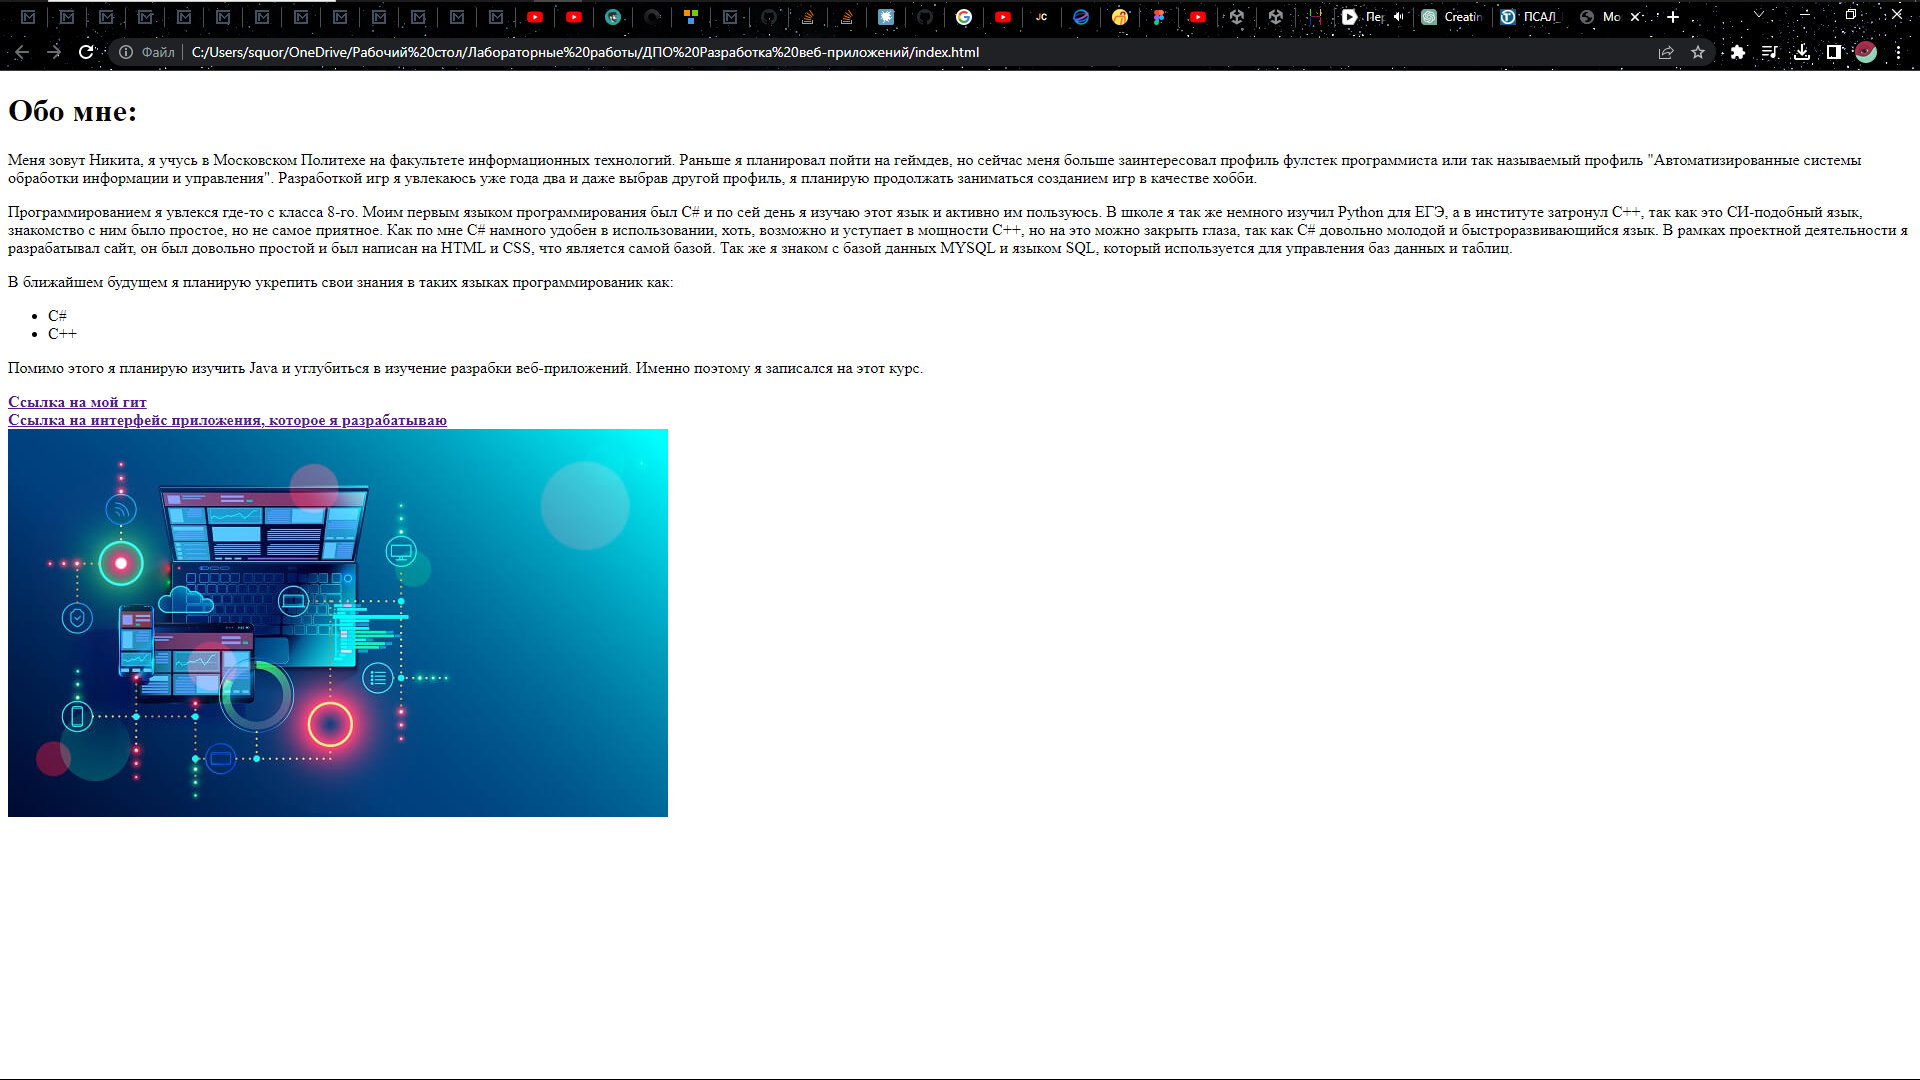 Пер
Creatin
ПСАЛ
Мо
Файл
C:/Users/squor/OneDrive/Рабочий%20стол/Лабораторные%20работы/ДПО%20Разработка%20веб-приложений/index.html
Обо мне:
Меня зовут Никита, я учусь в Московском Политехе на факультете информационных технологий. Раньше я планировал пойти на геймдев, но сейчас меня больше заинтересовал профиль фулстек программиста или так называемый профиль "Автоматизированные системы
обработки информации и управления". Разработкой игр я увлекаюсь уже года два и даже выбрав другой профиль, я планирую продолжать заниматься созданием игр в качестве хобби.
Программированием я увлекся где-то с класса 8-го. Моим первым языком программирования был C# и по сей день я изучаю этот язык и активно им пользуюсь. В школе я так же немного изучил Python для ЕГЭ, а в институте затронул C++, так как это СИ-подобный язык,
знакомство с ним было простое, но не самое приятное. Как по мне C# намного удобен в использовании, хоть, возможно и уступает в мощности C++, но на это можно закрыть глаза, так как C# довольно молодой и быстроразвивающийся язык. В рамках проектной деятельности я
разрабатывал сайт, он был довольно простой и был написан на HTML и CSS, что является самой базой. Так же я знаком с базой данных MYSQL и языком SQL, который используется для управления баз данных и таблиц.
В ближайшем будущем я планирую укрепить свои знания в таких языках программированик как:
C#
C++
Помимо этого я планирую изучить Java и углубиться в изучение разрабки веб-приложений. Именно поэтому я записался на этот курс.
Ссылка на мой гит
Ссылка на интерфейс приложения, которое я разрабатываю